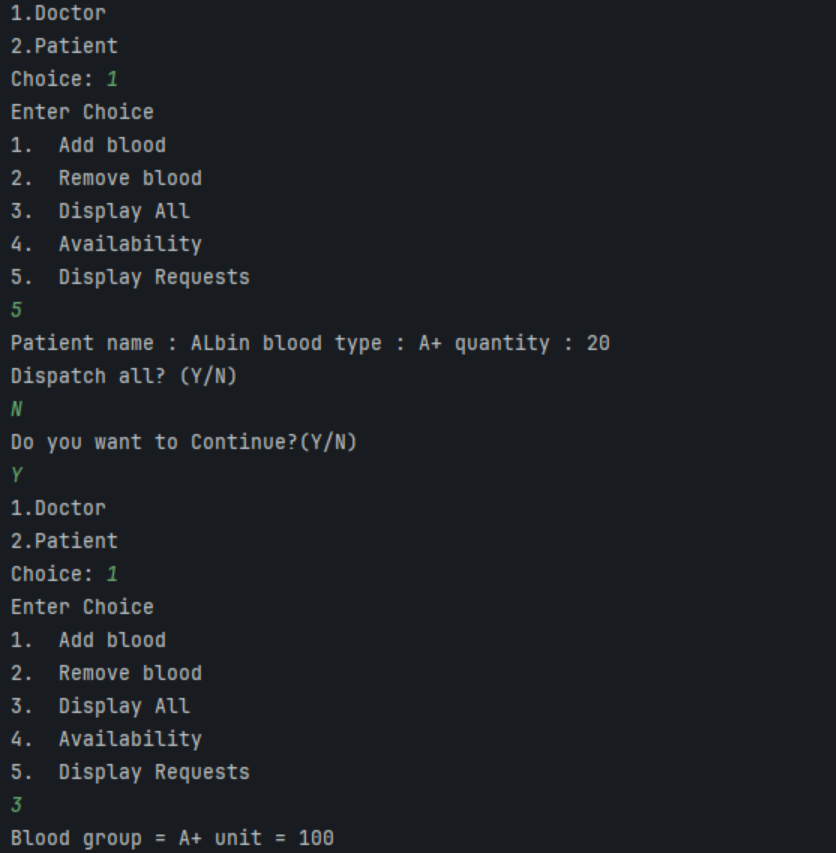 1.Doctor
2.Patient
Choice: 1
Enter Choice
1.  Add blood
2.  Remove blood
3.  Display All
4.  Availability
5.  Display Requests
5
Patient name : ALbin blood type : A+ quantity : 20
Dispatch all? (Y/N)
N
Do you want to Continue?(Y/N)
Y
1.Doctor
2.Patient
Choice: 1
Enter Choice
1.  Add blood
2.  Remove blood
3.  Display All
4.  Availability
5.  Display Requests
3
Blood group = A+ unit = 100